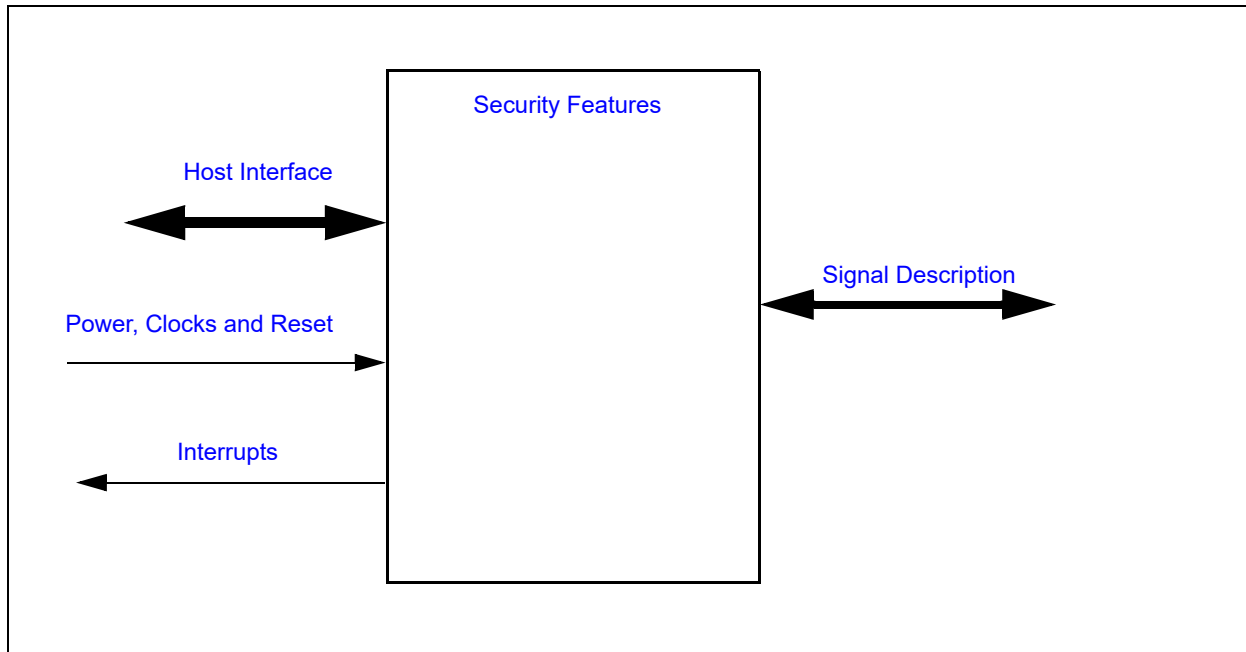 Security Features
Host Interface
Signal Description
Power, Clocks and Reset
Interrupts